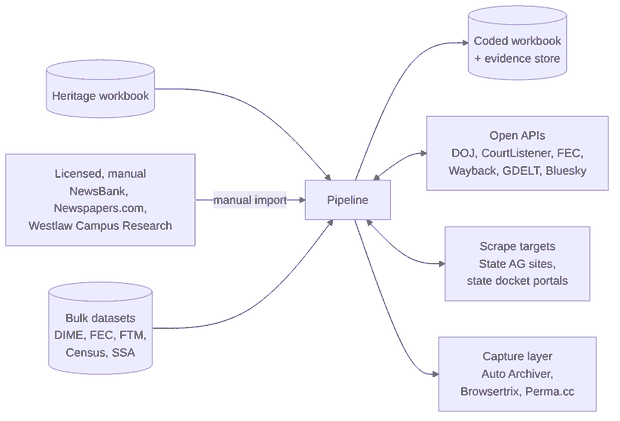 Coded workbook
+ evidence store
Heritage workbook
Open APIs
DOJ, CourtListener, FEC,
Wayback, GDELT, Bluesky
Licensed, manual
NewsBank,
Newspapers.com,
Westlaw Campus Research
manual import
Pipeline
Scrape targets
State AG sites,
state docket portals
Bulk datasets
DIME, FEC, FTM,
Census, SSA
Capture layer
Auto Archiver,
Browsertrix, Perma.cc